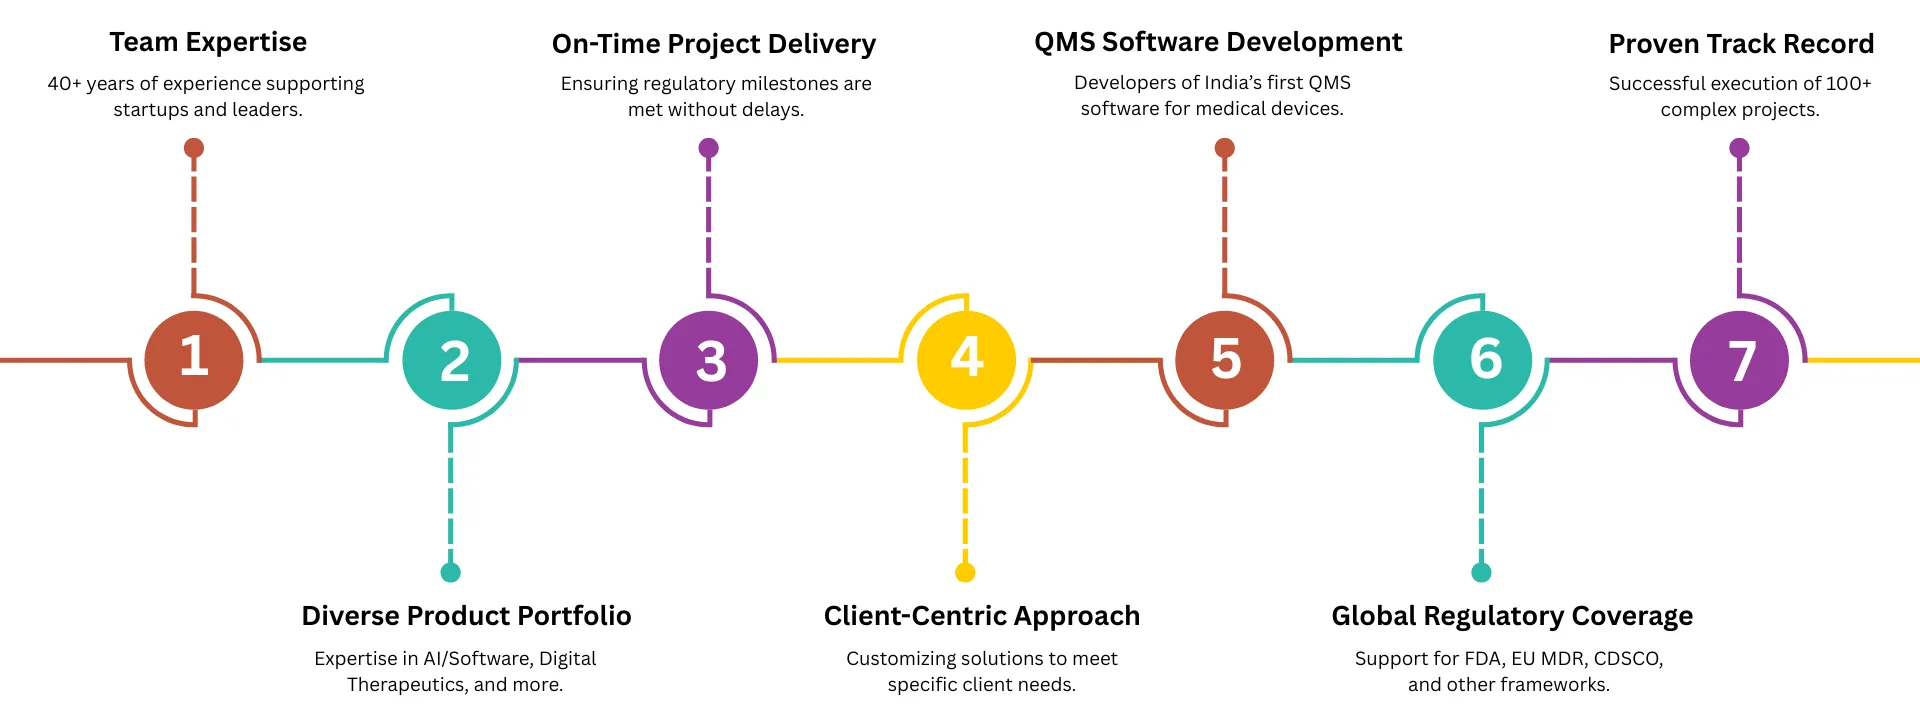 Team Expertise
40+ years of experience supporting
startups and leaders.
On-Time Project Delivery
Ensuring regulatory milestones are
met without delays.
QMS Software Development
Developers of India’s first QMS
software for medical devices.
Proven Track Record
Successful execution of 100+
complex projects.
1
2
3
4
5
6
7
Diverse Product Portfolio
Expertise in AI/Software, Digital
Therapeutics, and more.
Client-Centric Approach
Customizing solutions to meet
specific client needs.
Global Regulatory Coverage
Support for FDA, EU MDR, CDSCO,
and other frameworks.